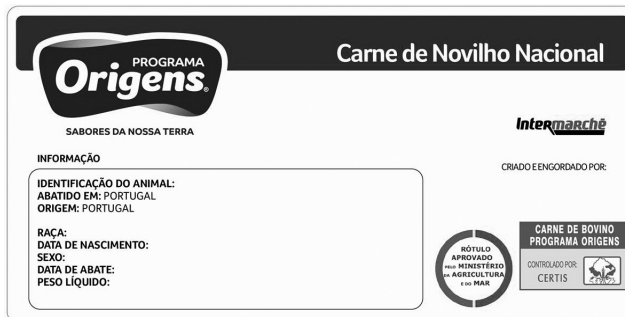 PROGRAMA
Origens®
SABORES DA NOSSA TERRA
Carne de Novilho Nacional
Intermarchē
INFORMAÇÃO
CRIADO E ENGORDADO POR:
IDENTIFICAÇÃO DO ANIMAL:
ABATIDO EM: PORTUGAL
ORIGEM: PORTUGAL
RAÇA:
DATA DE NASCIMENTO:
SEXO:
DATA DE ABATE:
PESO LÍQUIDO:
RÓTULO
APROVADO
PELO MINISTÉRIO
DA AGRICULTURA
E DO MAR
CARNE DE BOVINO
PROGRAMA ORIGENS
CONTROLADO POR:
CERTIS